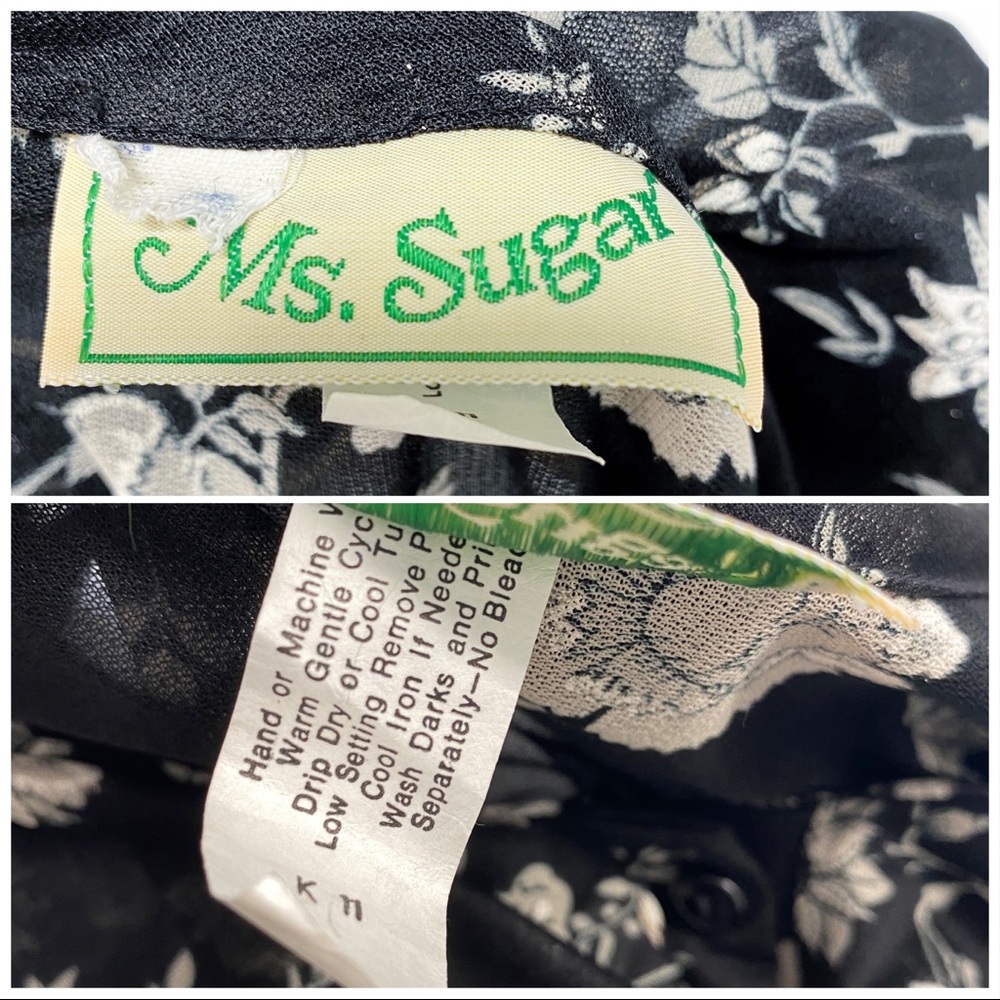 Ms. Sugar
Hand or Machine
Warm Gentle Cyc
Drip Dry or Cool Tu
Low Setting Remove P
Cool Iron If Neede
Wash Darks and Pri
Separately—No Bleac